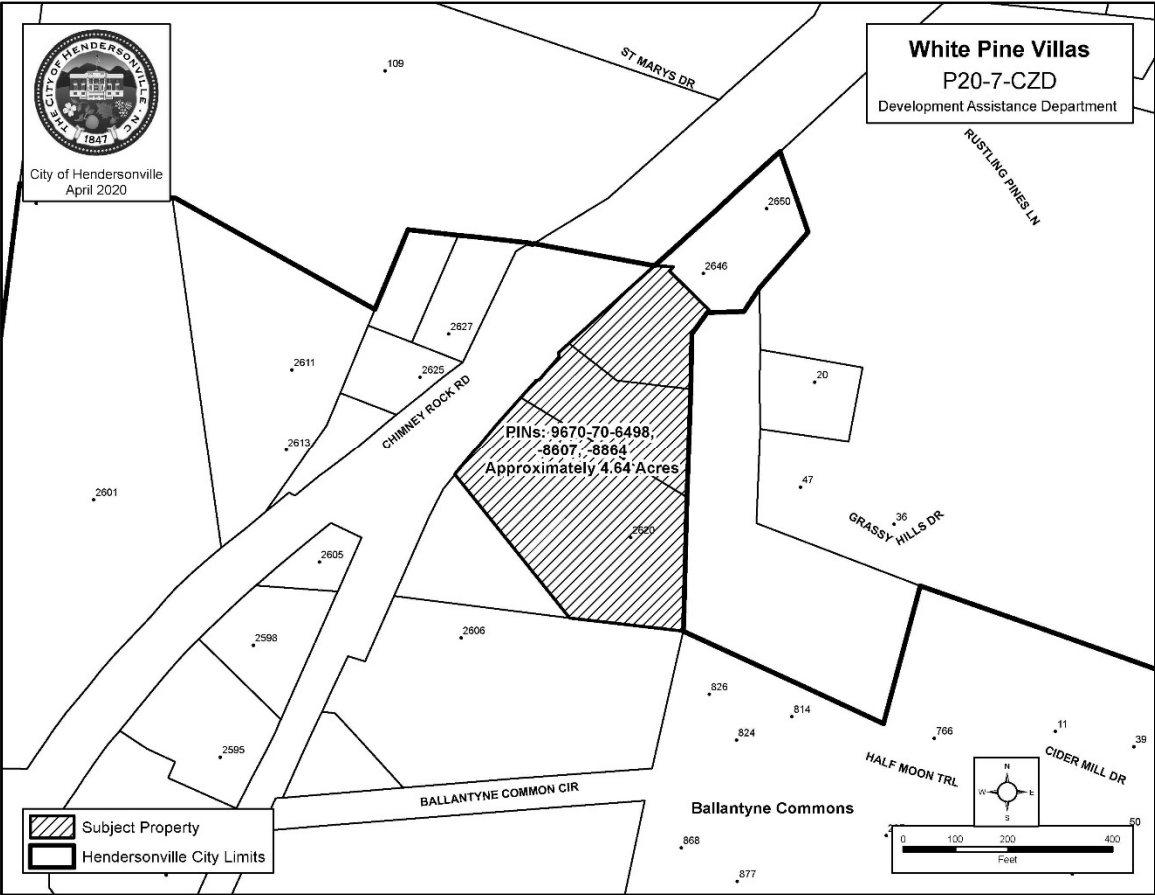 THE CITY OF HENDERSONVILLE, NC
1847
City of Hendersonville
April 2020
White Pine Villas
P20-7-CZD
Development Assistance Department
109
ST MARYS DR
RUSTLING PINES LN
2650
2646
2627
2611
2625
20
CHIMNEY ROCK RD
PINs: 9670-70-6498,
-8607, -8864
Approximately 4.64 Acres
2613
2601
47
36
GRASSY HILLS DR
2620
2605
2598
2606
826
814
824
766
11
39
2595
HALF MOON TRL
CIDER MILL DR
BALLANTYNE COMMON CIR
Ballantyne Commons
N
W
E
S
50
868
877
0 100 200 400
Feet
Subject Property
Hendersonville City Limits